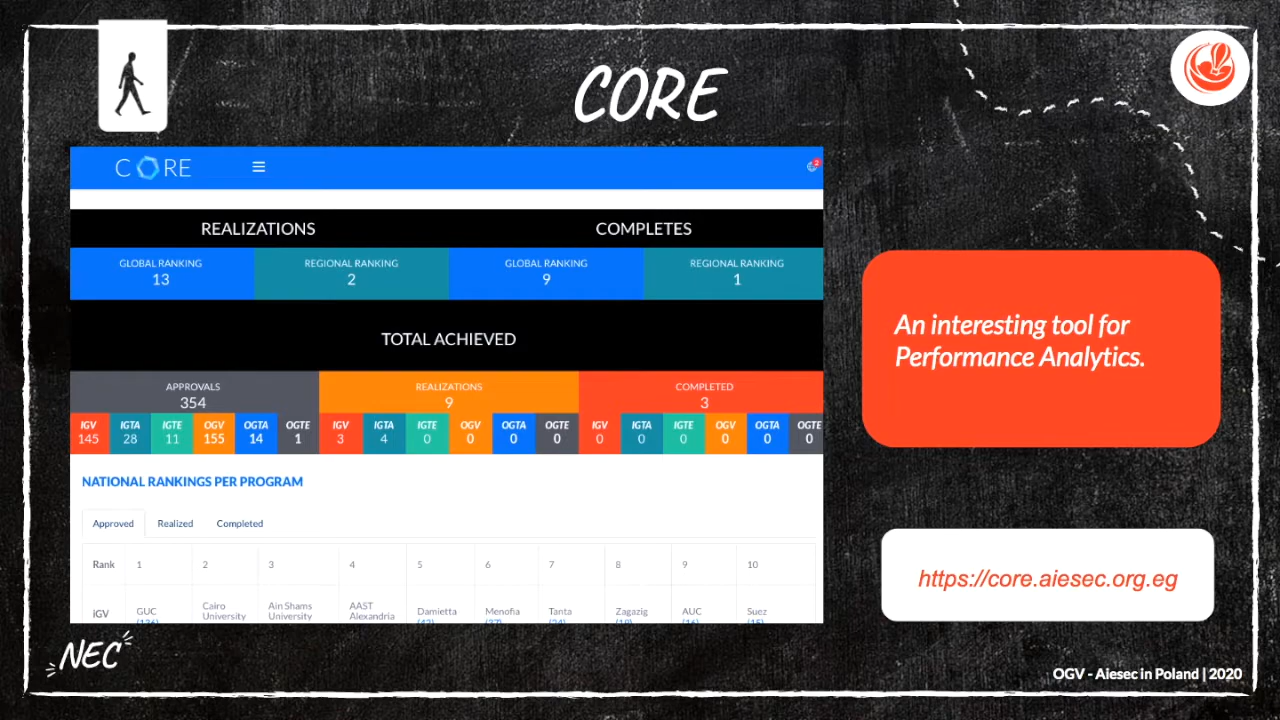 CORE
C RE
2
REALIZATIONS COMPLETES
GLOBAL RANKING REGIONAL RANKING GLOBAL RANKING REGIONAL RANKING
13 2 9 1
TOTAL ACHIEVED
APPROVALS REALIZATIONS COMPLETED
354 9 3
IGV IGTA IGTE OGV OGTA OGTE IGV IGTA IGTE OGV OGTA OGTE IGV IGTA IGTE OGV OGTA OGTE
145 28 11 155 14 1 3 4 0 0 0 0 0 0 0 0 0 0
NATIONAL RANKINGS PER PROGRAM
Approved Realized Completed
Rank 1 2 3 4 5 6 7 8 9 10
iGV GUC Cairo University Ain Shams University AAST Alexandria Damietta Menofia Tanta Zagazig AUC Suez
An interesting tool for
Performance Analytics.
https://core.aiesec.org.eg
NEC
OGV - Aiesec in Poland | 2020